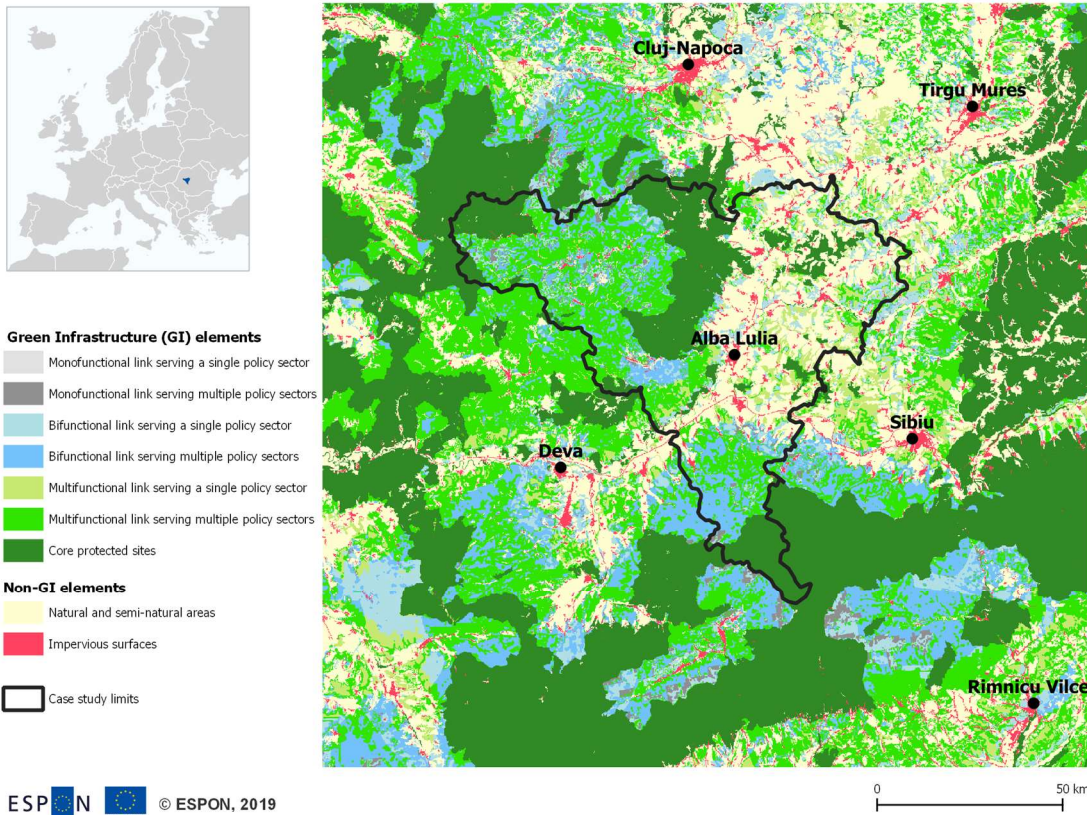 Cluj-Napoca
Tirgu Mures
Alba Lulia
Sibiu
Deva
Rimnicu Vilce
Green Infrastructure (GI) elements
Monofunctional link serving a single policy sector
Monofunctional link serving multiple policy sectors
Bifunctional link serving a single policy sector
Bifunctional link serving multiple policy sectors
Multifunctional link serving a single policy sector
Multifunctional link serving multiple policy sectors
Core protected sites
Non-GI elements
Natural and semi-natural areas
Impervious surfaces
Case study limits
ESPON © ESPON, 2019
0 50 km